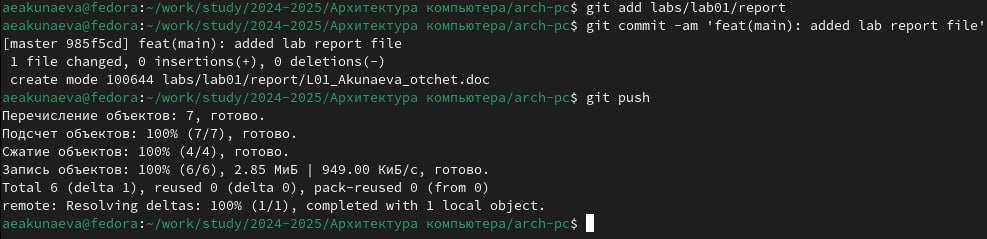 aeakunaeva@fedora:~/work/study/2024-2025/Архитектура компьютера/arch-pc$ git add labs/lab01/report
aeakunaeva@fedora:~/work/study/2024-2025/Архитектура компьютера/arch-pc$ git commit -am 'feat(main): added lab report file'
[master 985f5cd] feat(main): added lab report file
 1 file changed, 0 insertions(+), 0 deletions(-)
 create mode 100644 labs/lab01/report/L01_Akunaeva_otchet.doc
aeakunaeva@fedora:~/work/study/2024-2025/Архитектура компьютера/arch-pc$ git push
Перечисление объектов: 7, готово.
Подсчет объектов: 100% (7/7), готово.
Сжатие объектов: 100% (4/4), готово.
Запись объектов: 100% (6/6), 2.85 МиБ | 949.00 КиБ/с, готово.
Total 6 (delta 1), reused 0 (delta 0), pack-reused 0 (from 0)
remote: Resolving deltas: 100% (1/1), completed with 1 local object.
aeakunaeva@fedora:~/work/study/2024-2025/Архитектура компьютера/arch-pc$